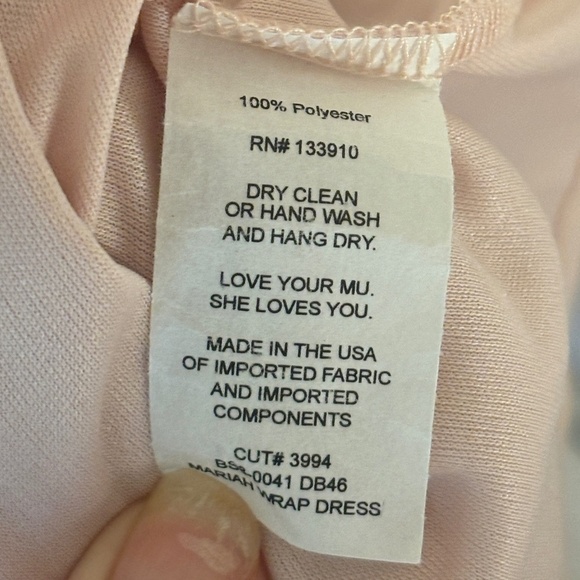 100% Polyester
RN# 133910
DRY CLEAN
OR HAND WASH
AND HANG DRY.
LOVE YOUR MU.
SHE LOVES YOU.
MADE IN THE USA
OF IMPORTED FABRIC
AND IMPORTED
COMPONENTS
CUT# 3994
DB46
MARIAH WRAP DRESS